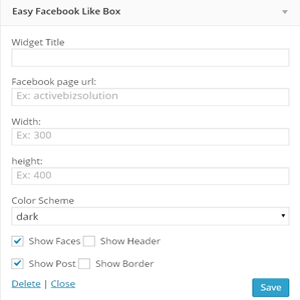 Easy Facebook Like Box
Widget Title
Facebook page url:
Ex: activebizsolution
Width:
Ex: 300
height:
Ex: 400
Color Scheme
dark
Show Faces Show Header
Show Post Show Border
Delete | Close
Save